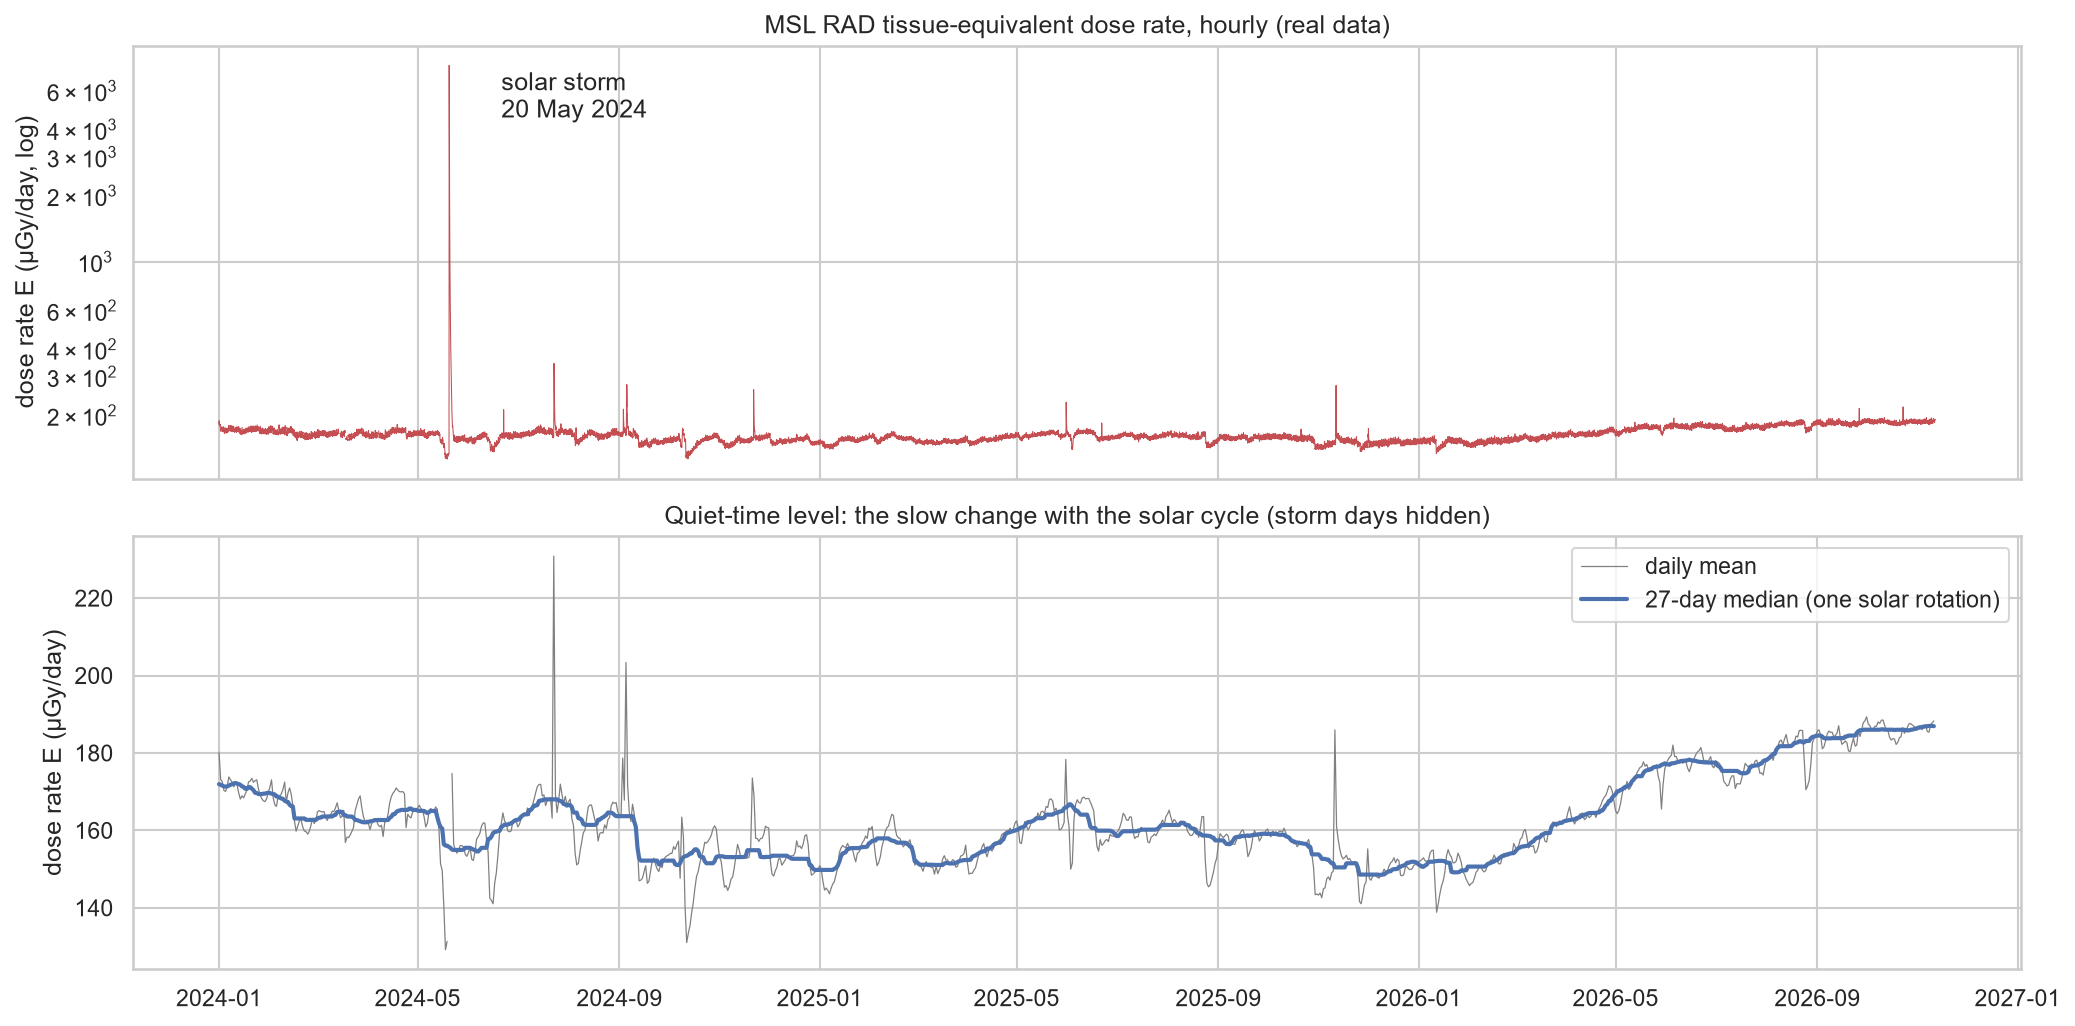 MSL RAD tissue-equivalent dose rate, hourly (real data)
dose rate E (µGy/day, log)
6 × 10³
4 × 10³
3 × 10³
2 × 10³
10³
6 × 10²
4 × 10²
3 × 10²
2 × 10²
solar storm
20 May 2024
Quiet-time level: the slow change with the solar cycle (storm days hidden)
dose rate E (µGy/day)
220
200
180
160
140
daily mean
27-day median (one solar rotation)
2024-01
2024-05
2024-09
2025-01
2025-05
2025-09
2026-01
2026-05
2026-09
2027-01